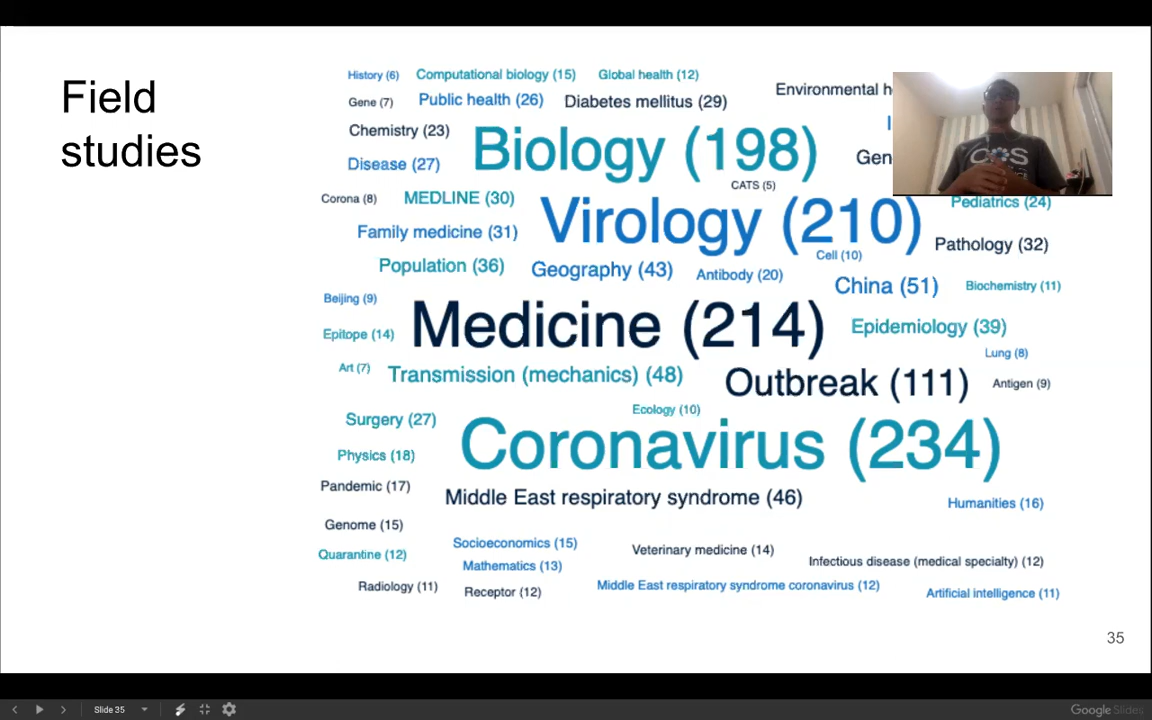 Field
studies
History (6) Computational biology (15) Global health (12)
Environmental h
Gene (7) Public health (26) Diabetes mellitus (29)
Chemistry (23)
Biology (198)
Gen
Disease (27)
CATS (5)
Corona (8) MEDLINE (30)
Pediatrics (24)
Virology (210)
Family medicine (31)
Pathology (32)
Cell (10)
Population (36) Geography (43) Antibody (20)
China (51) Biochemistry (11)
Beijing (9)
Medicine (214)
Epitope (14)
Epidemiology (39)
Lung (8)
Art (7) Transmission (mechanics) (48)
Outbreak (111) Antigen (9)
Ecology (10)
Surgery (27)
Coronavirus (234)
Physics (18)
Pandemic (17)
Middle East respiratory syndrome (46)
Humanities (16)
Genome (15)
Socioeconomics (15)
Veterinary medicine (14)
Quarantine (12)
Infectious disease (medical specialty) (12)
Mathematics (13)
Radiology (11) Receptor (12)
Middle East respiratory syndrome coronavirus (12)
Artificial intelligence (11)
35
Slide 35
Google Slides